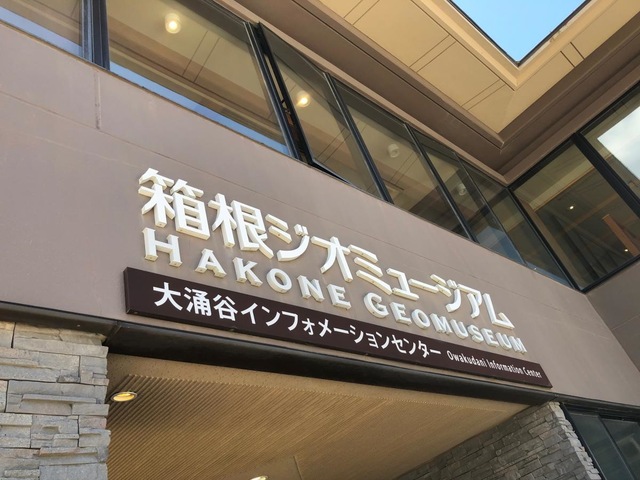 箱根ジオミュージアム
HAKONE GEOMUSEUM
大涌谷インフォメーションセンター Owakudani Information Center